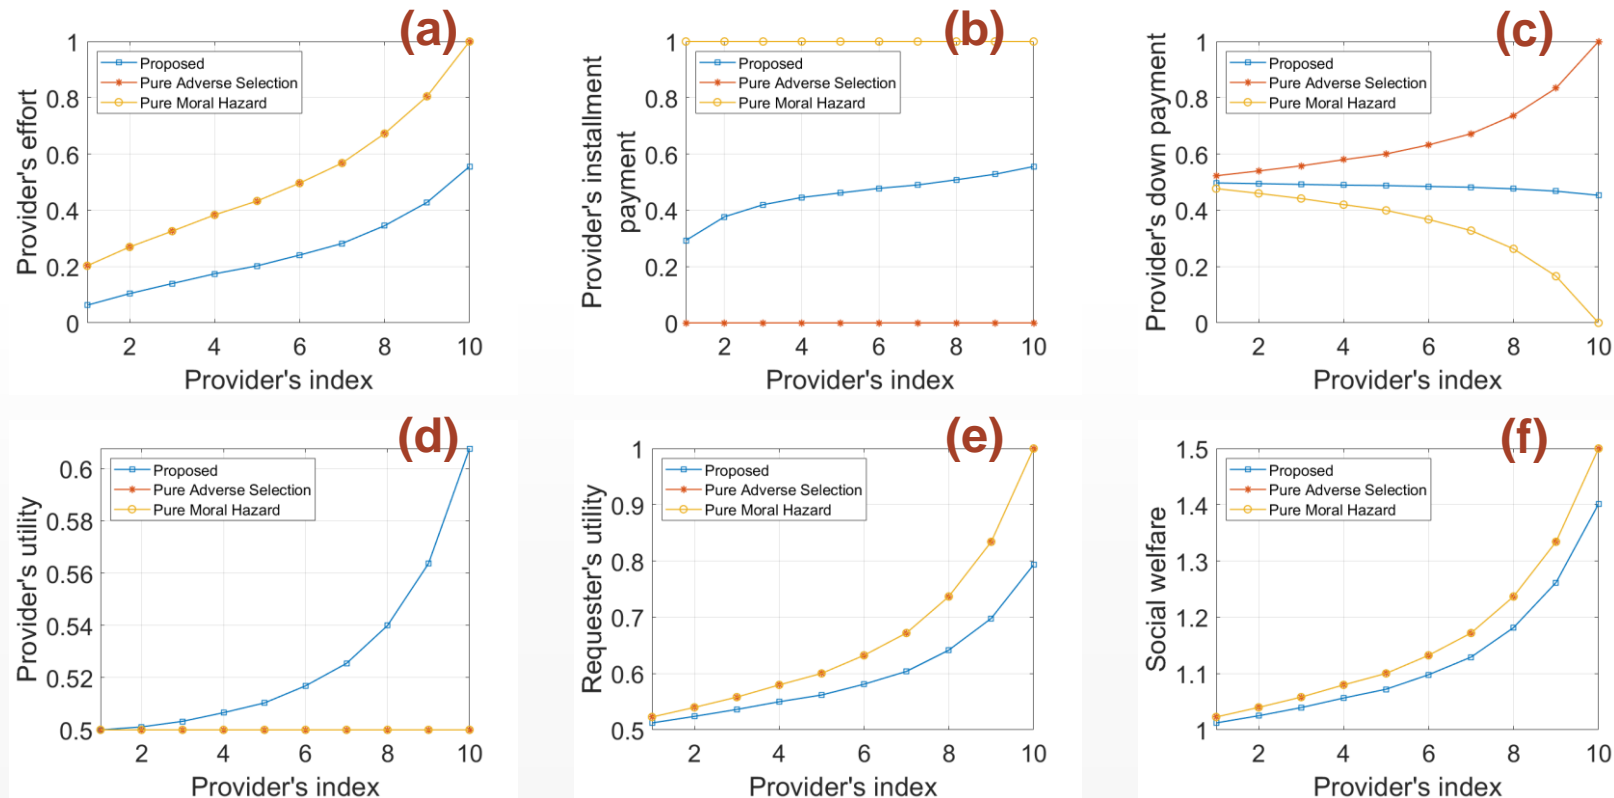 (a)
Provider's effort
1
0.8
0.6
0.4
0.2
0
Proposed
Pure Adverse Selection
Pure Moral Hazard
2
4
6
8
10
Provider's index
(b)
Provider's installment
payment
1
0.8
0.6
0.4
0.2
0
Proposed
Pure Adverse Selection
Pure Moral Hazard
2
4
6
8
10
Provider's index
(c)
Provider's down payment
1
0.8
0.6
0.4
0.2
0
Proposed
Pure Adverse Selection
Pure Moral Hazard
2
4
6
8
10
Provider's index
(d)
Provider's utility
0.6
0.58
0.56
0.54
0.52
0.5
Proposed
Pure Adverse Selection
Pure Moral Hazard
2
4
6
8
10
Provider's index
(e)
Requester's utility
1
0.9
0.8
0.7
0.6
0.5
Proposed
Pure Adverse Selection
Pure Moral Hazard
2
4
6
8
10
Provider's index
(f)
Social welfare
1.5
1.4
1.3
1.2
1.1
1
Proposed
Pure Adverse Selection
Pure Moral Hazard
2
4
6
8
10
Provider's index